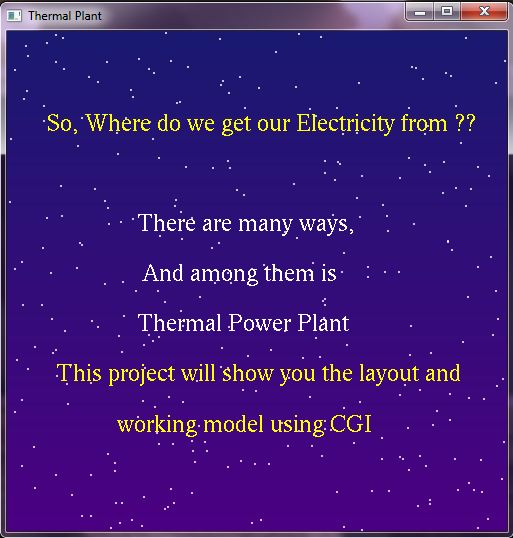 Thermal Plant
So, Where do we get our Electricity from ??
There are many ways,
And among them is
Thermal Power Plant
This project will show you the layout and
working model using CGI